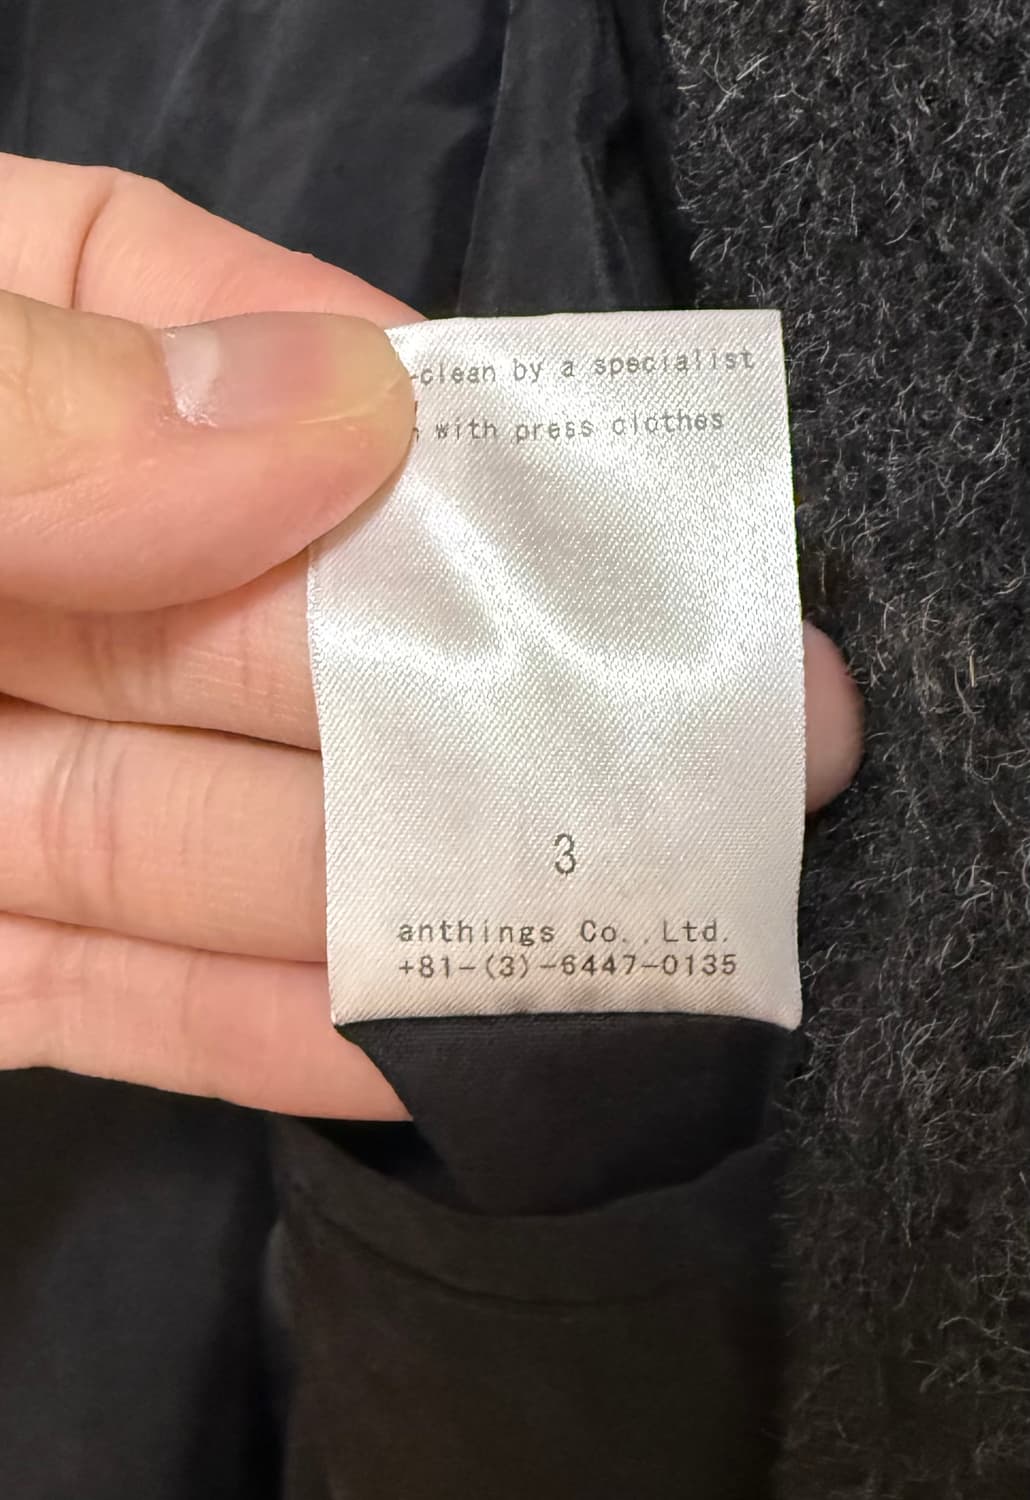 -clean by a specialist
with press clothes
3
anthings Co.,Ltd.
+81-(3)-6447-0135